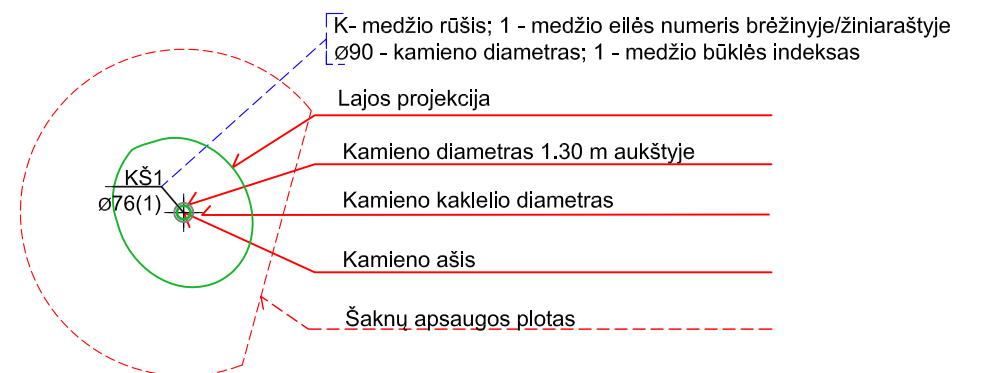 K- medžio rūšis; 1 - medžio eilės numeris brėžinyje/žiniaraštyje
Ø90 - kamieno diametras; 1 - medžio būklės indeksas
Lajos projekcija
Kamieno diametras 1.30 m aukštyje
KŠ1
Ø76(1)
Kamieno kaklelio diametras
Kamieno ašis
Šaknų apsaugos plotas